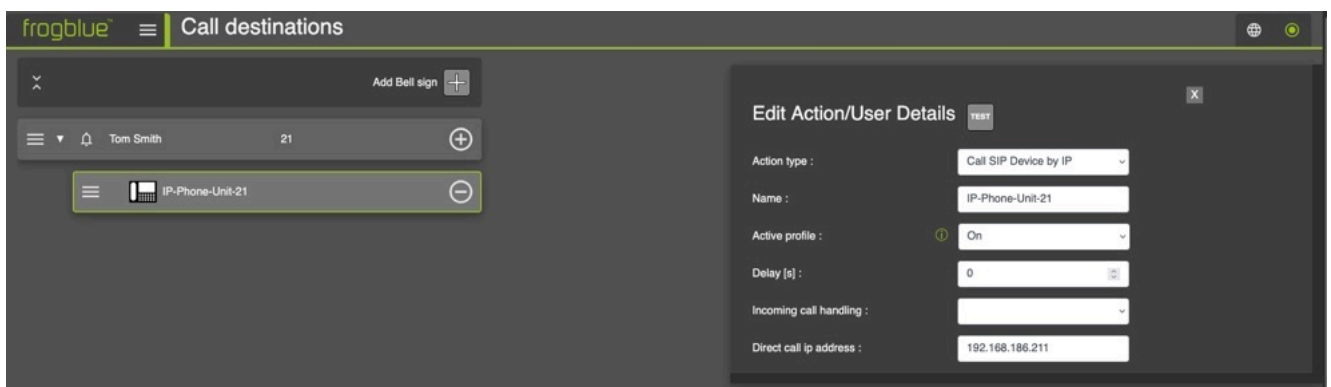 frogblue™ Call destinations
Add Bell sign
Tom Smith 21
IP-Phone-Unit-21
X
Edit Action/User Details TEST
Action type : Call SIP Device by IP
Name : IP-Phone-Unit-21
Active profile : On
Delay [s] : 0
Incoming call handling :
Direct call ip address : 192.168.186.211